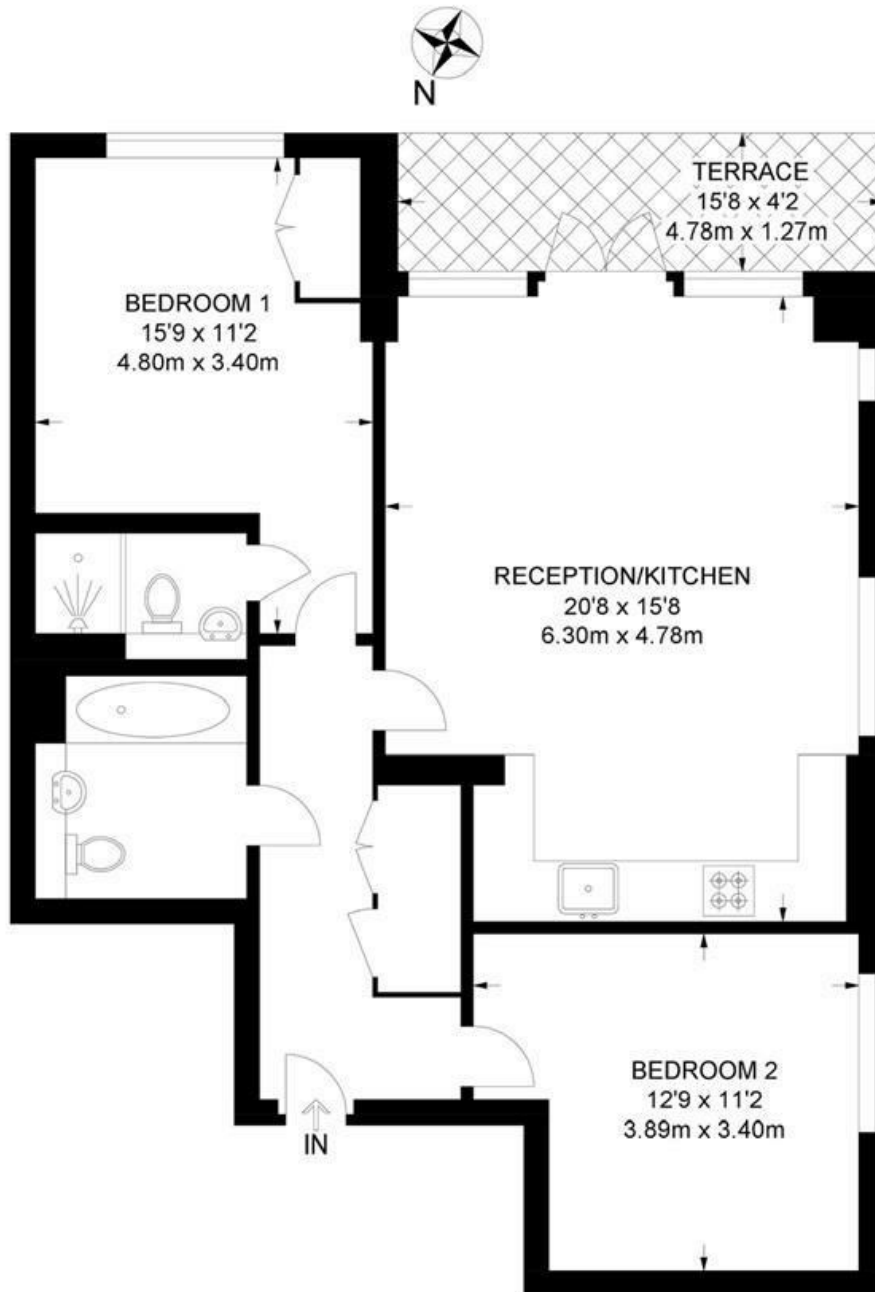 N
TERRACE
15'8 x 4'2
4.78m x 1.27m
BEDROOM 1
15'9 x 11'2
4.80m x 3.40m
RECEPTION/KITCHEN
20'8 x 15'8
6.30m x 4.78m
BEDROOM 2
12'9 x 11'2
3.89m x 3.40m
IN